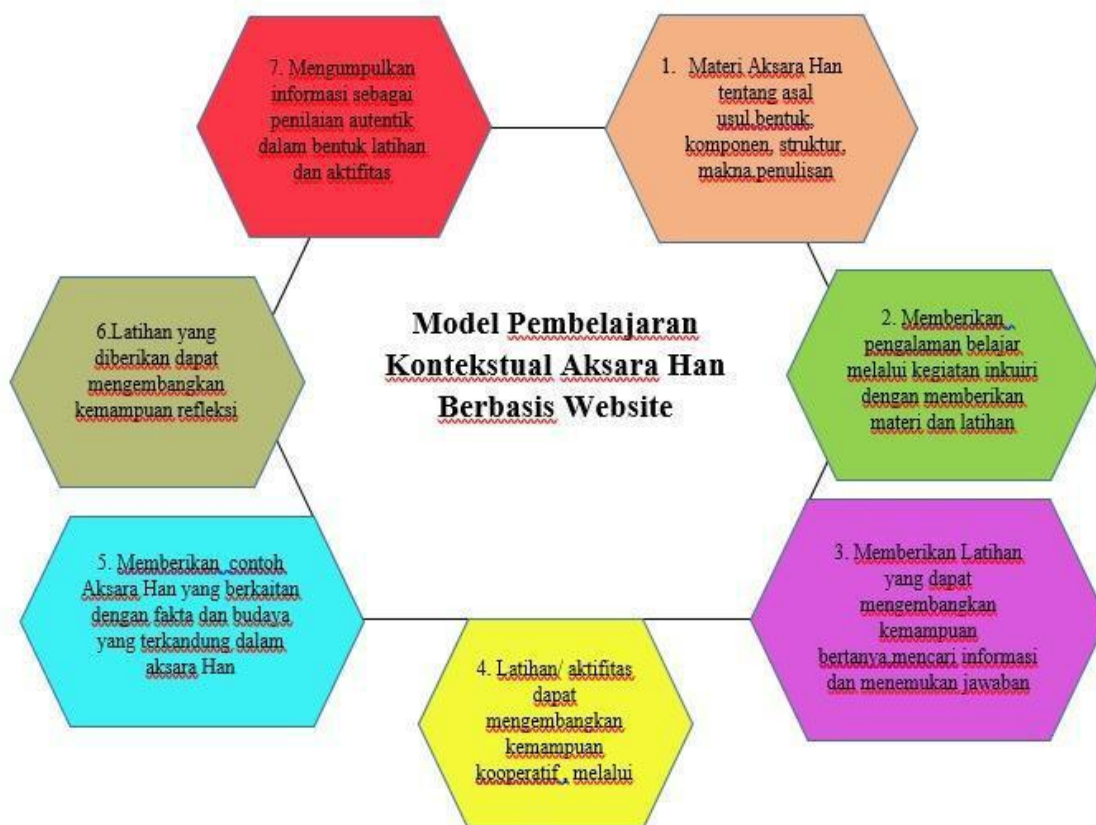 Model Pembelajaran
Kontekstual Aksara Han
Berbasis Website
1. Materi Aksara Han
tentang asal
usul,bentuk,
komponen, struktur,
makna,penulisan
2. Memberikan
pengalaman belajar
melalui kegiatan inkuiri
dengan memberikan
materi dan latihan
3. Memberikan Latihan
yang dapat
mengembangkan
kemampuan
bertanya,mencari informasi
dan menemukan jawaban
4. Latihan/ aktifitas
dapat
mengembangkan
kemampuan
kooperatif , melalui
5. Memberikan contoh
Aksara Han yang berkaitan
dengan fakta dan budaya
yang terkandung dalam
aksara Han
6.Latihan yang
diberikan dapat
mengembangkan
kemampuan refleksi
7. Mengumpulkan
informasi sebagai
penilaian autentik
dalam bentuk latihan
dan aktifitas